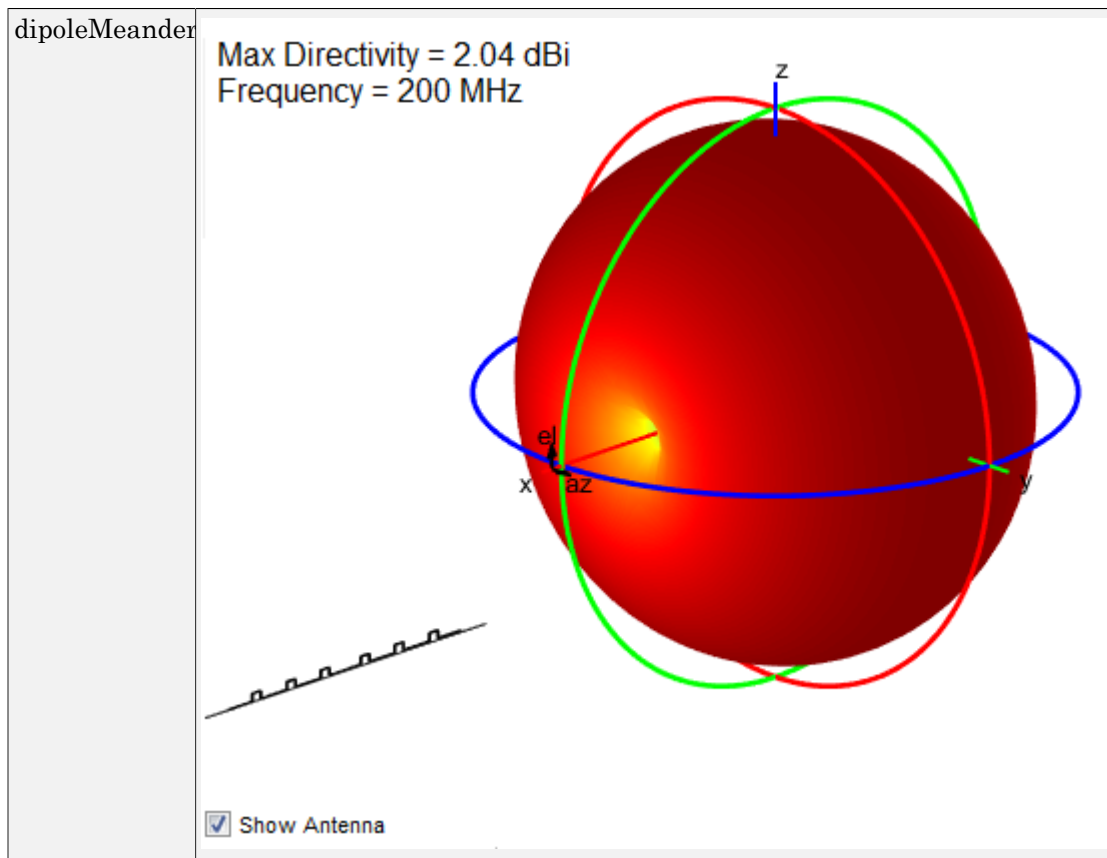 dipoleMeander
Max Directivity = 2.04 dBi
Frequency = 200 MHz
z
el
x
az
y
Show Antenna